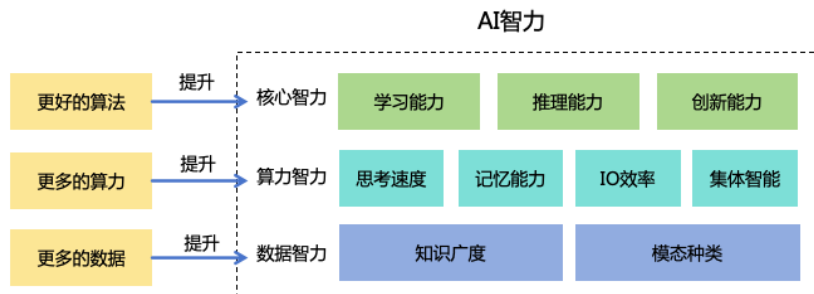 AI智力
更好的算法 提升 核心智力 学习能力 推理能力 创新能力
更多的算力 提升 算力智力 思考速度 记忆能力 IO效率 集体智能
更多的数据 提升 数据智力 知识广度 模态种类